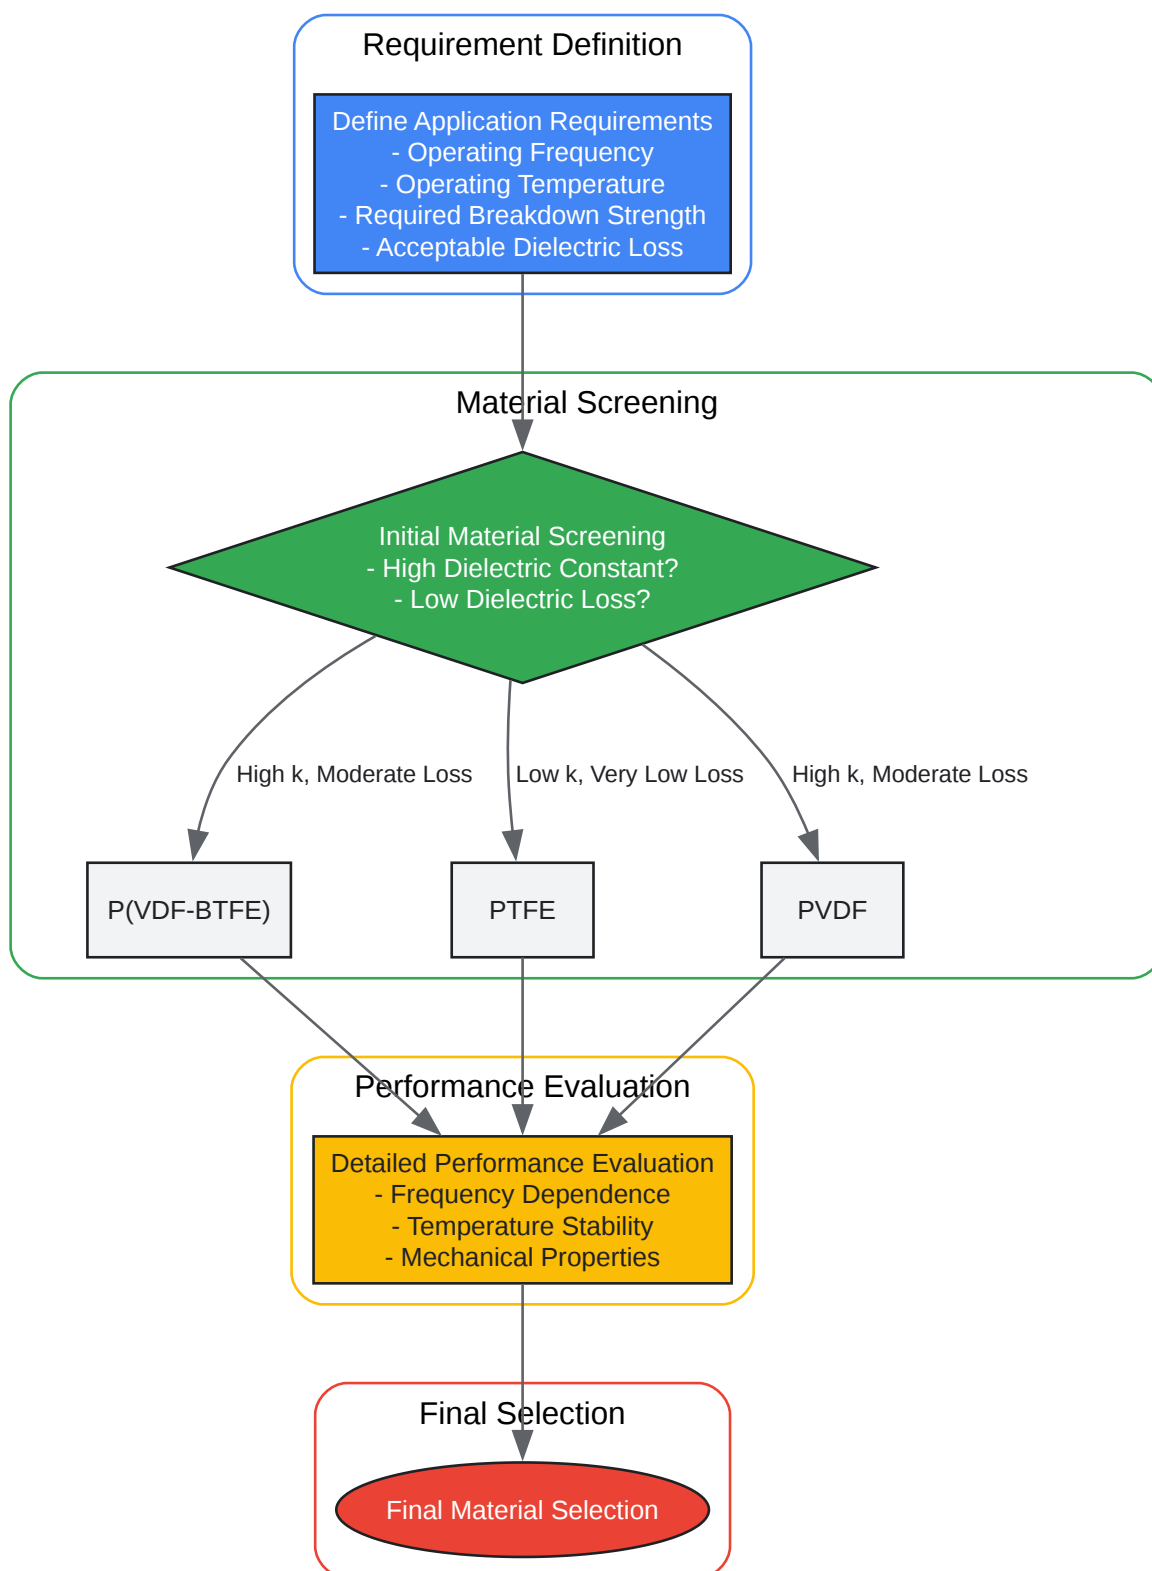 Requirement Definition
Define Application Requirements
- Operating Frequency
- Operating Temperature
- Required Breakdown Strength
- Acceptable Dielectric Loss
Material Screening
Initial Material Screening
- High Dielectric Constant?
- Low Dielectric Loss?
High k, Moderate Loss
Low k, Very Low Loss
High k, Moderate Loss
P(VDF-BTFE)
PTFE
PVDF
Performance Evaluation
Detailed Performance Evaluation
- Frequency Dependence
- Temperature Stability
- Mechanical Properties
Final Selection
Final Material Selection